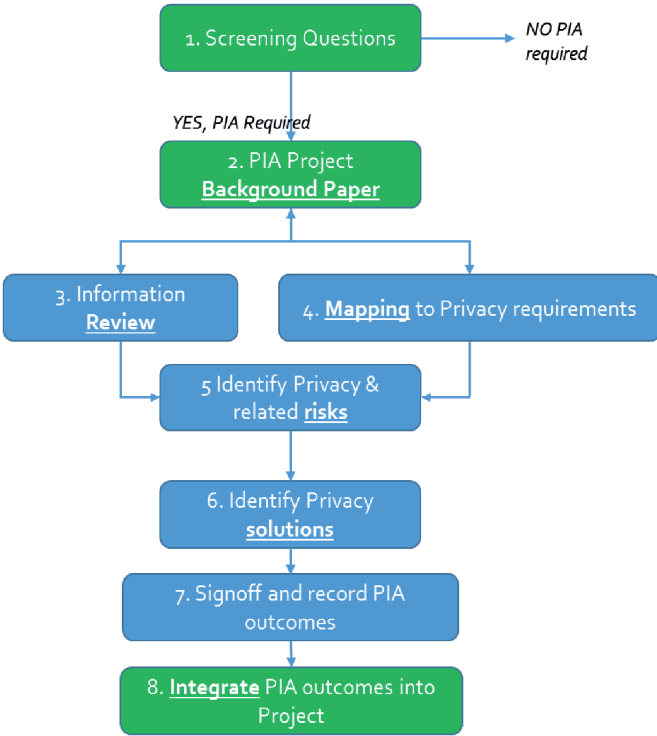 1. Screening Questions
NO PIA
required
YES, PIA Required
2. PIA Project
Background Paper
3. Information
Review
4. Mapping to Privacy requirements
5 Identify Privacy &
related risks
6. Identify Privacy
solutions
7. Signoff and record PIA
outcomes
8. Integrate PIA outcomes into
Project